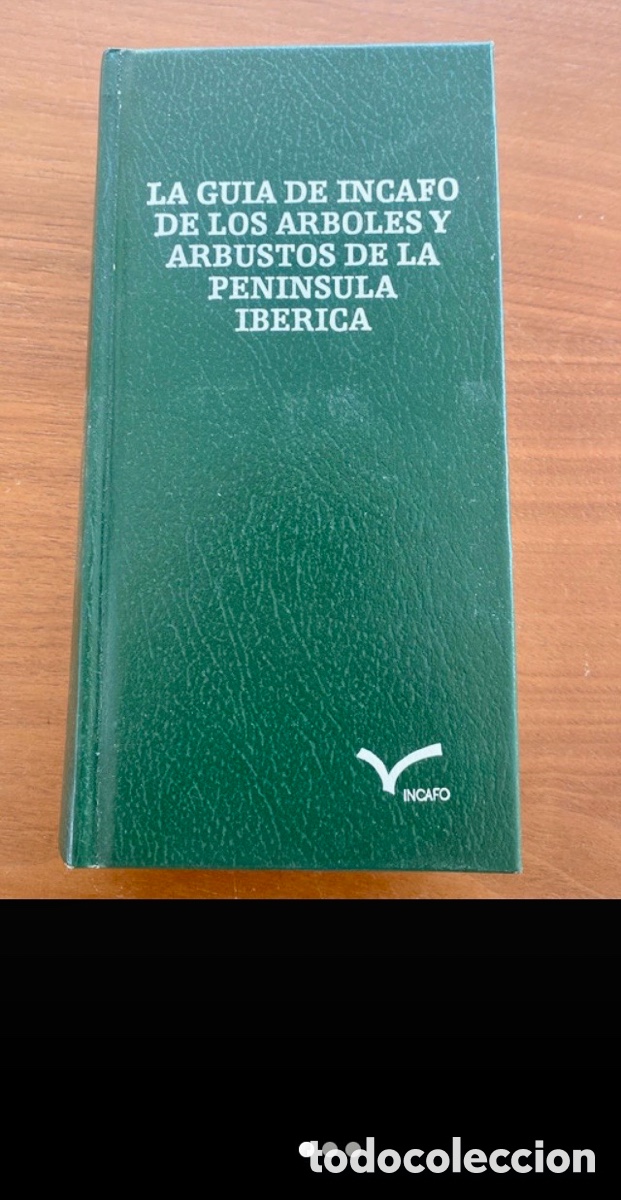 LA GUIA DE INCAFO
DE LOS ARBOLES Y
ARBUSTOS DE LA
PENINSULA
IBERICA
INCAFO
todocoleccion